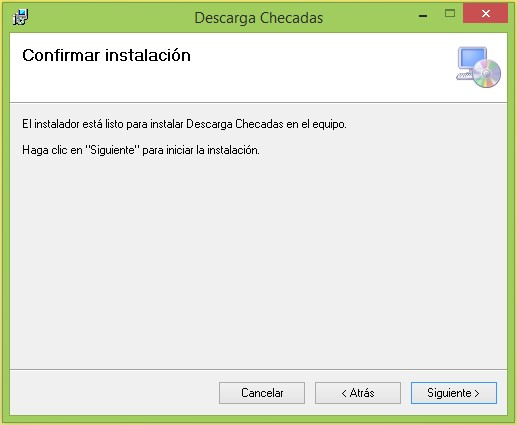 Descarga Checadas
Confirmar instalación
El instalador está listo para instalar Descarga Checadas en el equipo.
Haga clic en "Siguiente" para iniciar la instalación.
Cancelar
< Atrás
Siguiente >